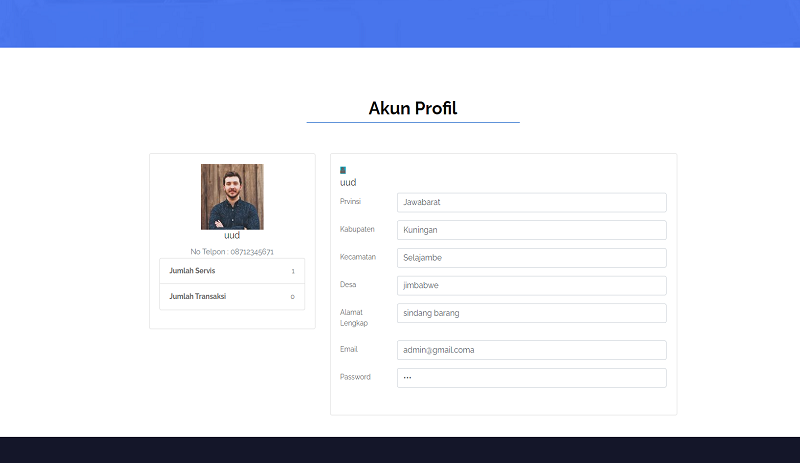 Akun Profil
uud
No Telpon : 08712345671
Jumlah Servis 1
Jumlah Transaksi 0
uud
Prvinsi Jawabarat
Kabupaten Kuningan
Kecamatan Selajambe
Desa jimbabwe
Alamat Lengkap sindang barang
Email admin@gmail.coma
Password •••